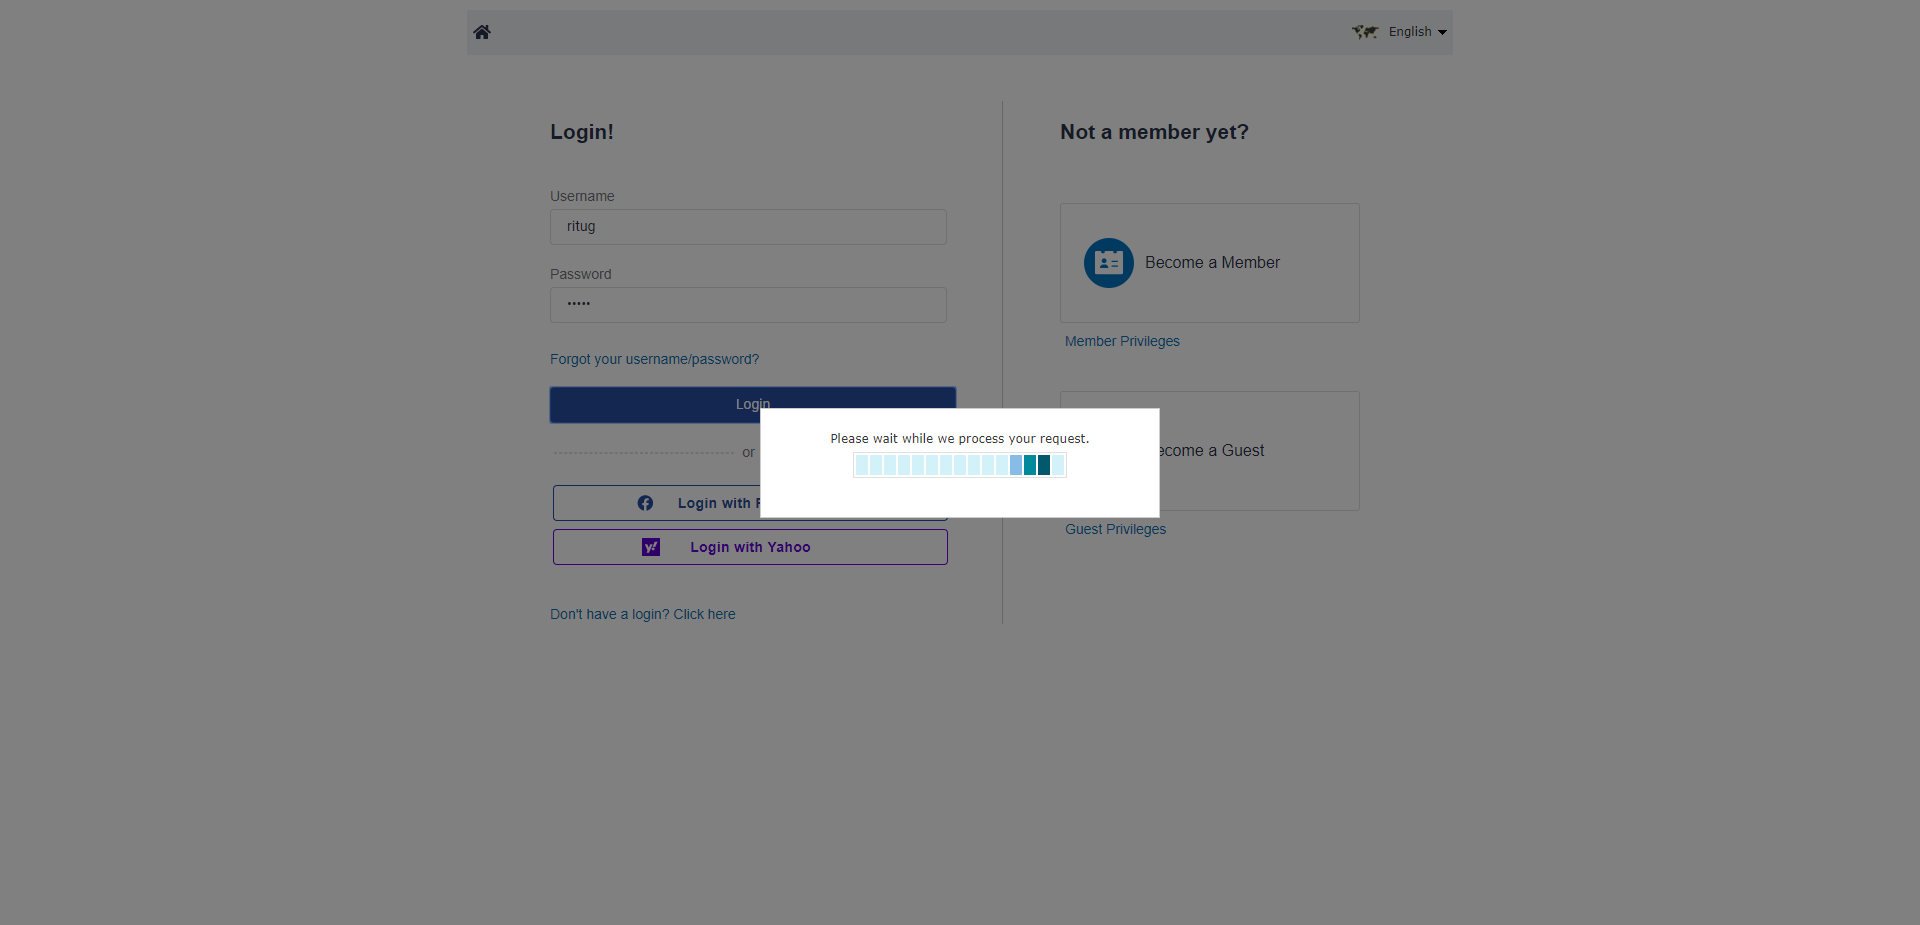 English
Login!
Username
ritug
Password
•••••
Forgot your username/password?
Login
or
Login with
Login with Yahoo
Don't have a login? Click here
Not a member yet?
Become a Member
Member Privileges
ecome a Guest
Guest Privileges
Please wait while we process your request.